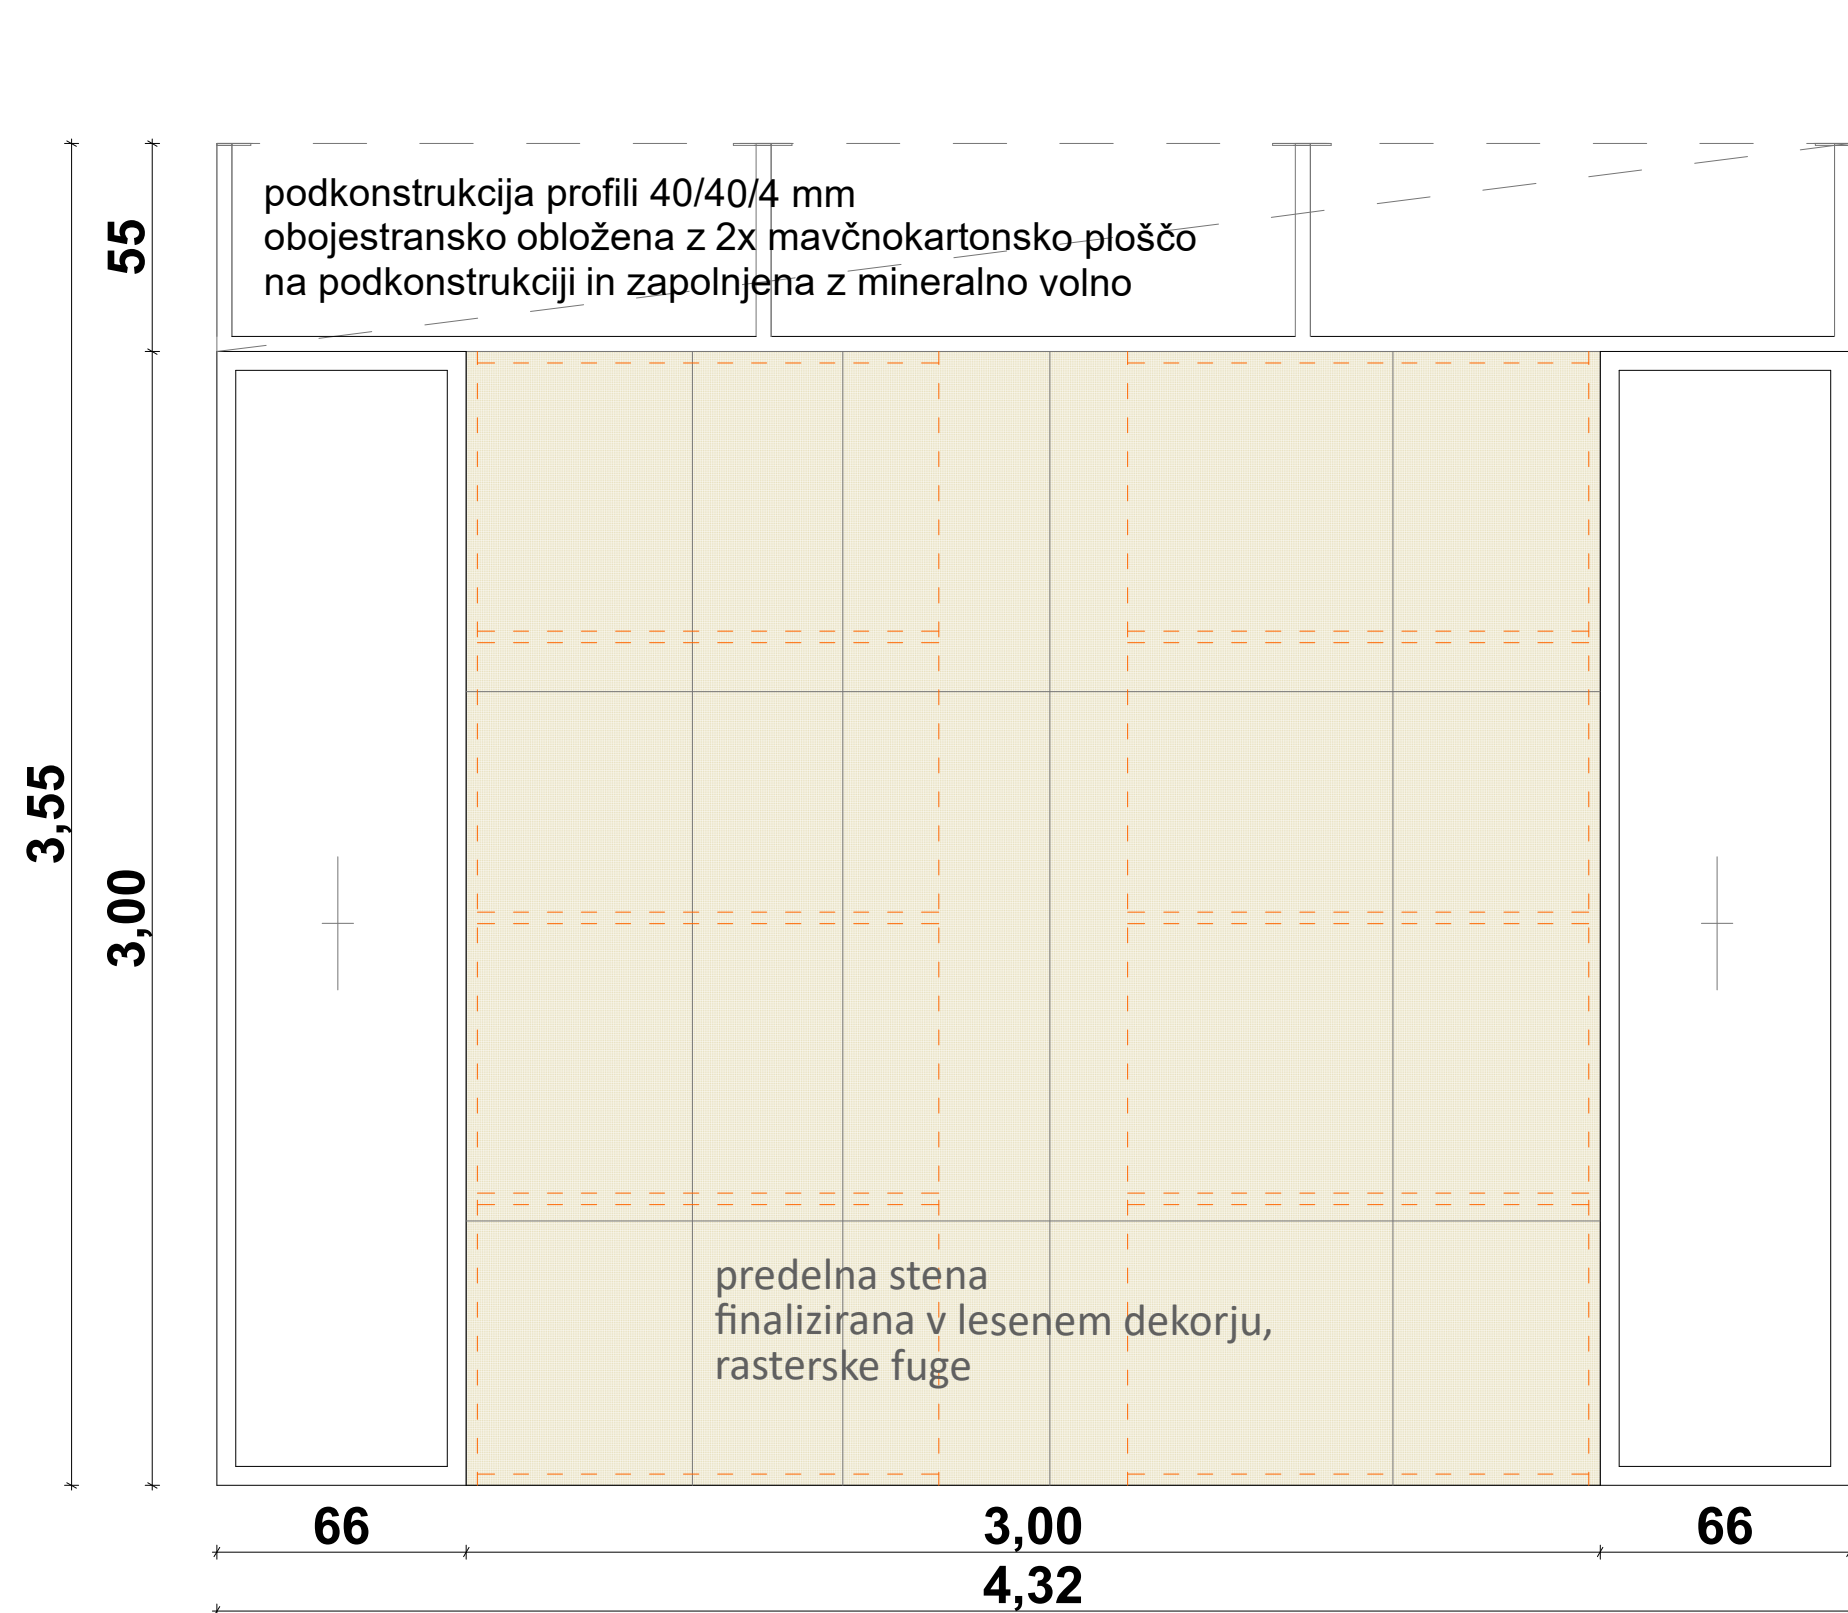 podkonstrukcija profili 40/40/4 mm
obojestransko obložena z 2x mavčnokartonsko ploščo
na podkonstrukciji in zapolnjena z mineralno volno
55
3,55
3,00
predelna stena
finalizirana v lesenem dekorju,
rasterske fuge
66
3,00
66
4,32